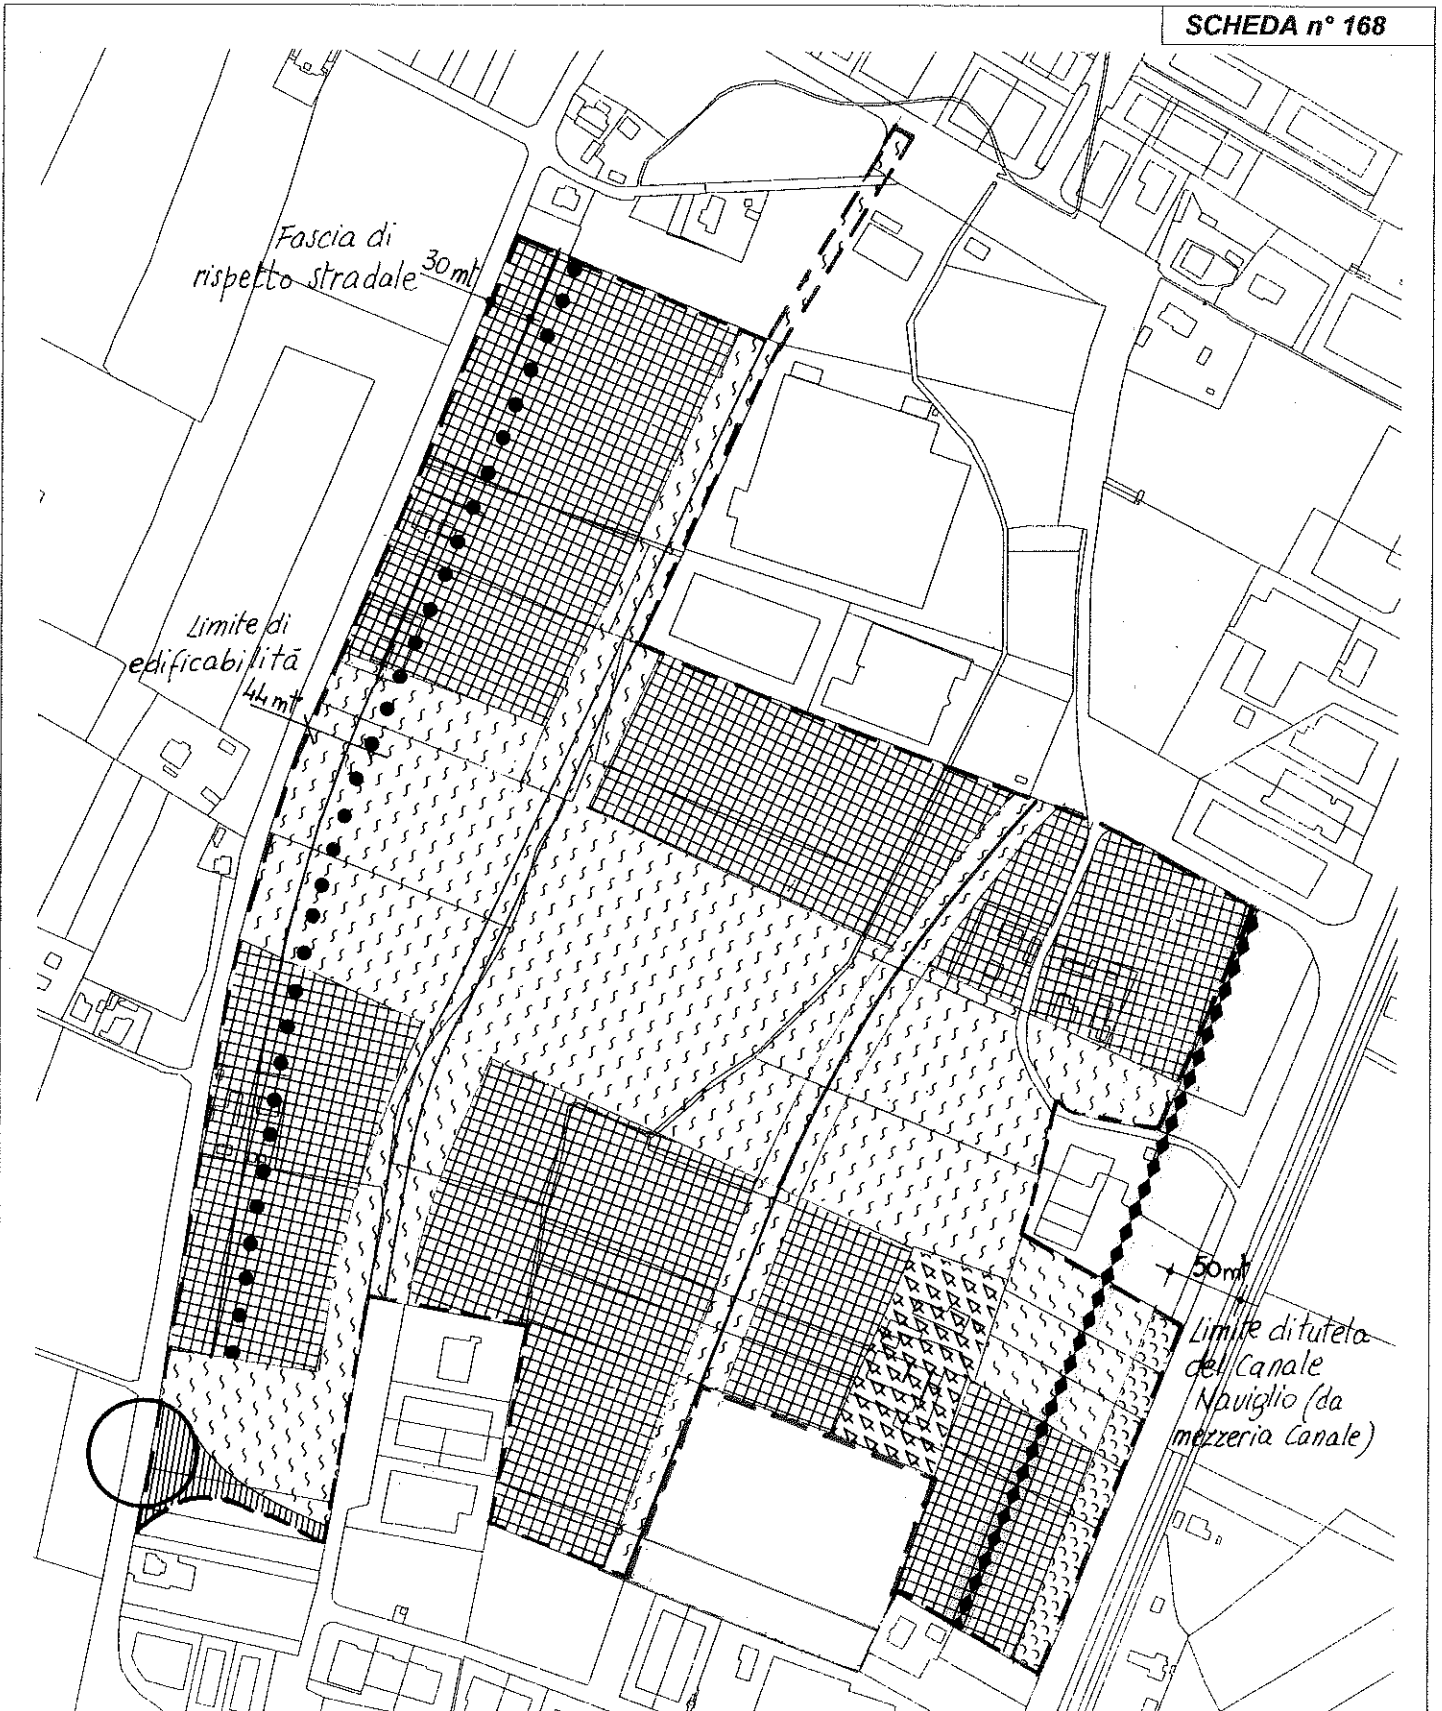 SCHEDA n° 168
Fascia di
rispetto stradale 30 mt
Limite di
edificabilità
44 mt
50 mt
Limite di tutela
del Canale
Naviglio (da
mezzeria Canale)